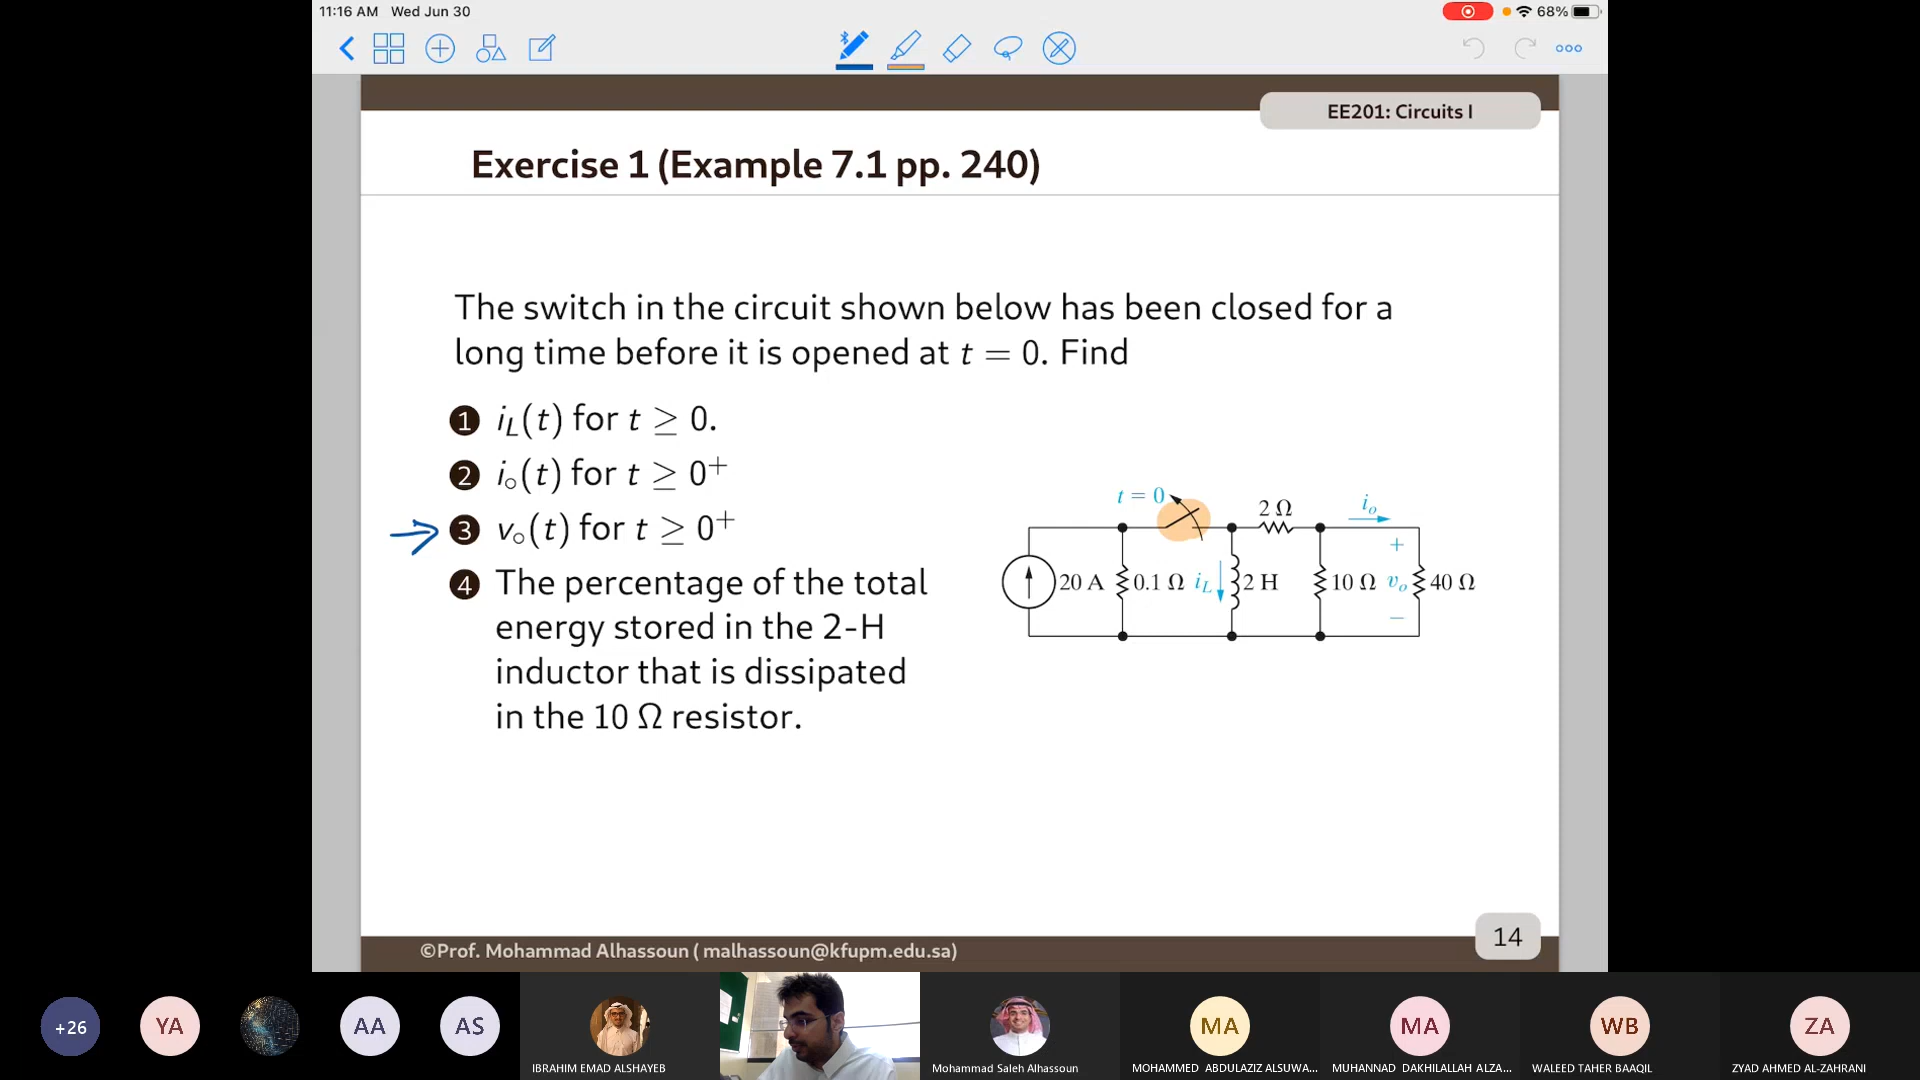 11:16 AM Wed Jun 30
68%
EE201: Circuits I
Exercise 1 (Example 7.1 pp. 240)
The switch in the circuit shown below has been closed for a
long time before it is opened at t = 0. Find
1 iL(t) for t ≥ 0.
2 i○(t) for t ≥ 0⁺
3 v○(t) for t ≥ 0⁺
4 The percentage of the total
energy stored in the 2-H
inductor that is dissipated
in the 10 Ω resistor.
t = 0
2 Ω
io
+
20 A
0.1 Ω
iL
2 H
10 Ω
vo
40 Ω
−
14
©Prof. Mohammad Alhassoun ( malhassoun@kfupm.edu.sa)
+26
YA
AA
AS
MA
MA
WB
ZA
IBRAHIM EMAD ALSHAYEB
Mohammad Saleh Alhassoun
MOHAMMED ABDULAZIZ ALSUWA...
MUHANNAD DAKHILALLAH ALZA...
WALEED TAHER BAAQIL
ZYAD AHMED AL-ZAHRANI